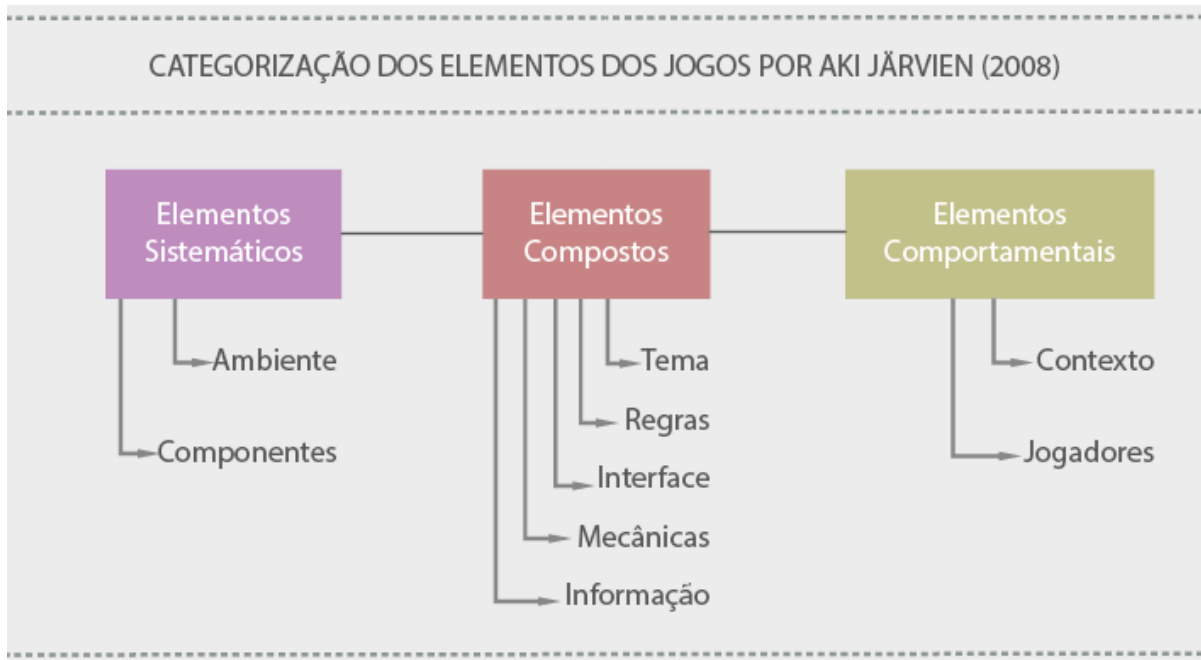 CATEGORIZAÇÃO DOS ELEMENTOS DOS JOGOS POR AKI JÄRVIEN (2008)
Elementos
Sistemáticos
Ambiente
Componentes
Elementos
Compostos
Tema
Regras
Interface
Mecânicas
Informação
Elementos
Comportamentais
Contexto
Jogadores